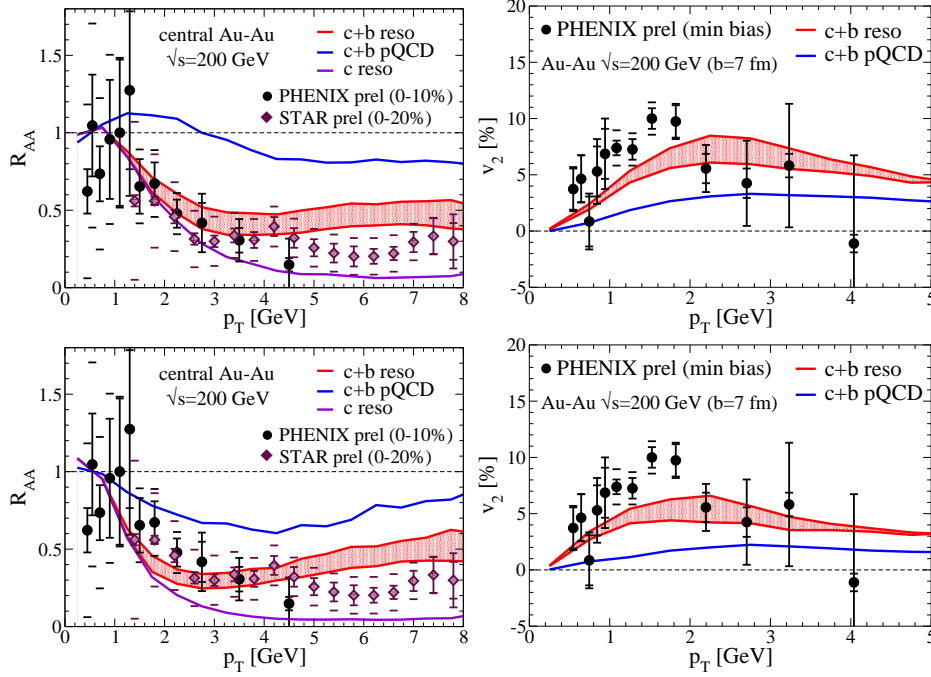 central Au-Au
√s=200 GeV
c+b reso
c+b pQCD
c reso
PHENIX prel (0-10%)
STAR prel (0-20%)
R_AA
1.5
1
0.5
0
0 1 2 3 4 5 6 7 8
p_T [GeV]
PHENIX prel (min bias)
Au-Au √s=200 GeV (b=7 fm)
c+b reso
c+b pQCD
v_2 [%]
20
15
10
5
0
-5
0 1 2 3 4 5
p_T [GeV]
central Au-Au
√s=200 GeV
c+b reso
c+b pQCD
c reso
PHENIX prel (0-10%)
STAR prel (0-20%)
R_AA
1.5
1
0.5
0
0 1 2 3 4 5 6 7 8
p_T [GeV]
PHENIX prel (min bias)
Au-Au √s=200 GeV (b=7 fm)
c+b reso
c+b pQCD
v_2 [%]
20
15
10
5
0
-5
0 1 2 3 4 5
p_T [GeV]